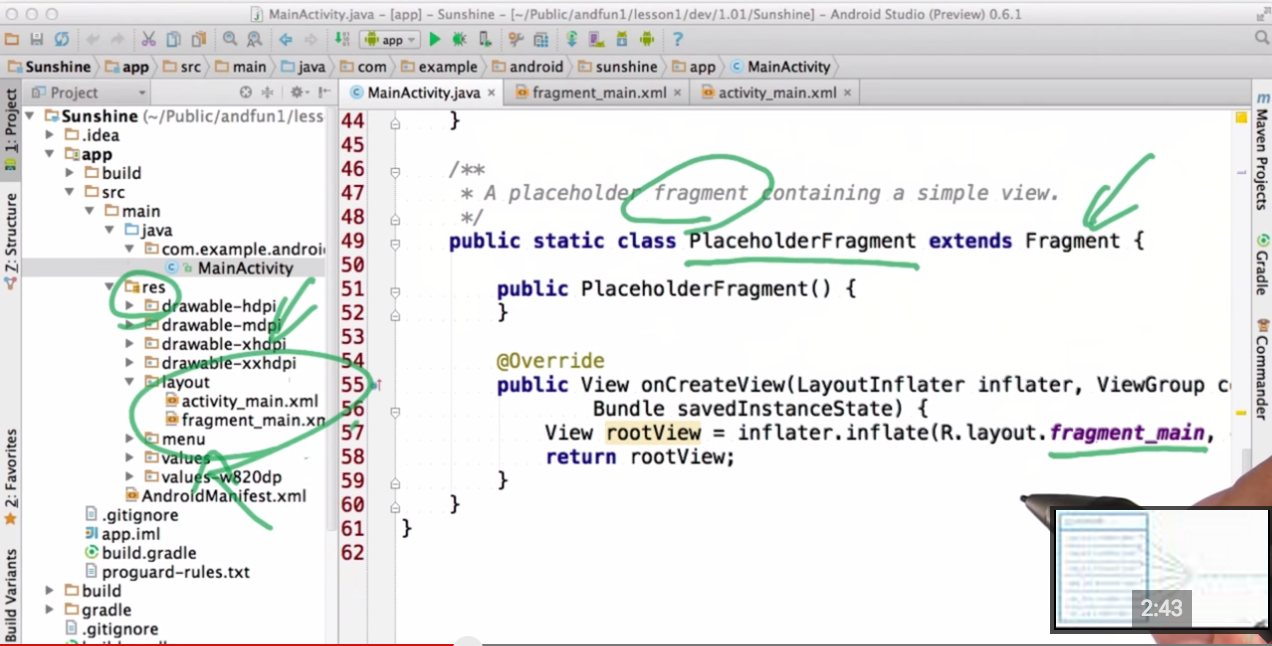 MainActivity.java - [app] - Sunshine - [~/Public/andfun1/lesson1/dev/1.01/Sunshine] - Android Studio (Preview) 0.6.1
app
Sunshine app src main java com example android sunshine app MainActivity
Project
MainActivity.java fragment_main.xml activity_main.xml
1: Project
Z: Structure
2: Favorites
Build Variants
Sunshine (~/Public/andfun1/less
.idea
app
build
src
main
java
com.example.androi
MainActivity
res
drawable-hdpi
drawable-mdpi
drawable-xhdpi
drawable-xxhdpi
layout
activity_main.xml
fragment_main.xm
menu
values
values-w820dp
AndroidManifest.xml
.gitignore
app.iml
build.gradle
proguard-rules.txt
build
gradle
.gitignore
44 }
45
46 /**
47 * A placeholder fragment containing a simple view.
48 */
49 public static class PlaceholderFragment extends Fragment {
50
51 public PlaceholderFragment() {
52 }
53
54 @Override
55 public View onCreateView(LayoutInflater inflater, ViewGroup c
56 Bundle savedInstanceState) {
57 View rootView = inflater.inflate(R.layout.fragment_main,
58 return rootView;
59 }
60 }
61 }
62
m Maven Projects
Gradle
Commander
2:43